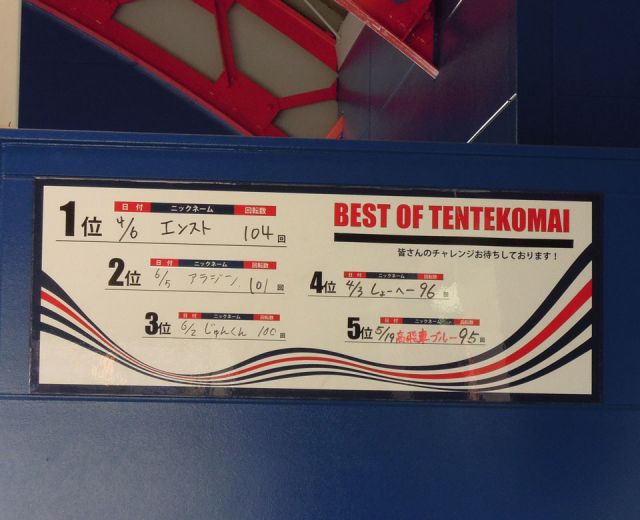 BEST OF TENTEKOMAI
皆さんのチャレンジお待ちしております！
日付 ニックネーム 回転数
1位 4/6 エンスト 104回
日付 ニックネーム 回転数
2位 6/5 アラジン 101回
日付 ニックネーム 回転数
3位 6/2 じゅんくん 100回
日付 ニックネーム 回転数
4位 4/3 しょーへー 96回
日付 ニックネーム 回転数
5位 5/19 高飛車ブルー 95回